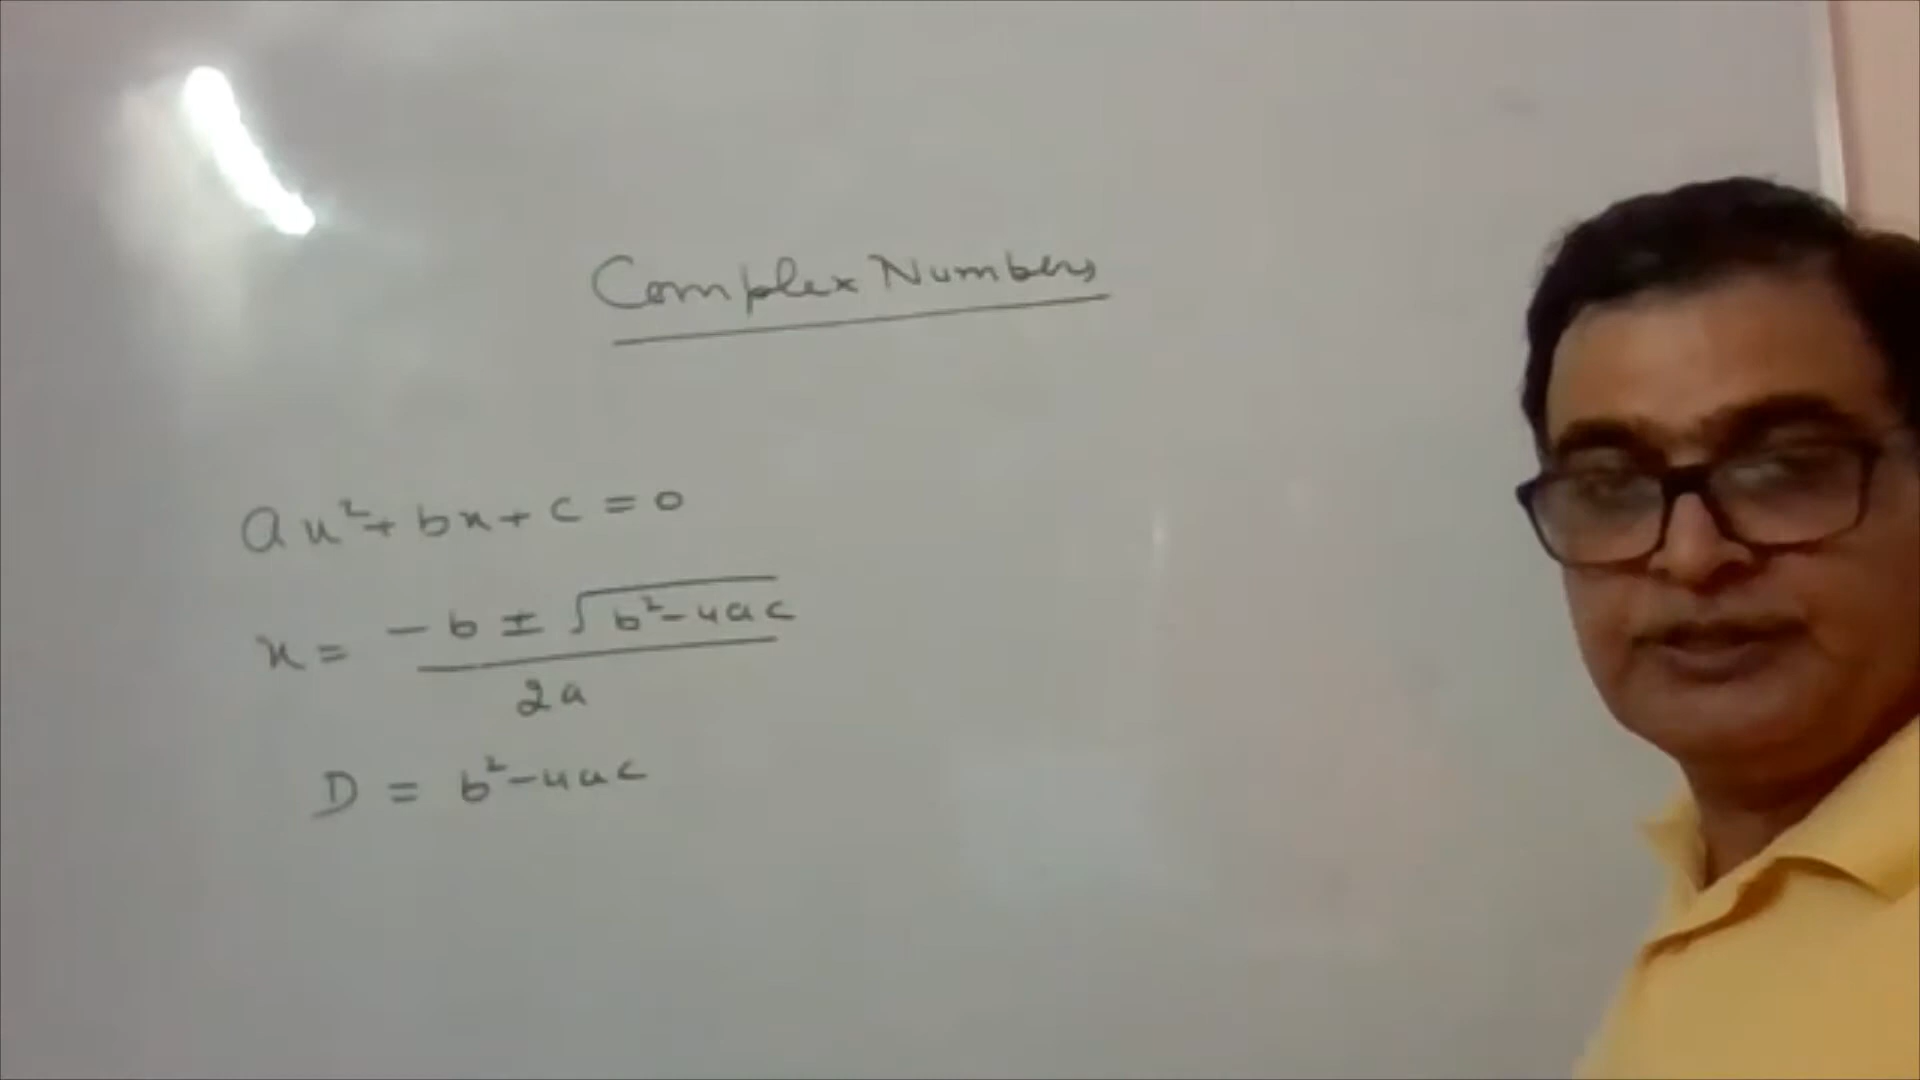 Complex Numbers
ax²+bx+c=0
x = -b ± √b²-4ac / 2a
D = b²-4ac